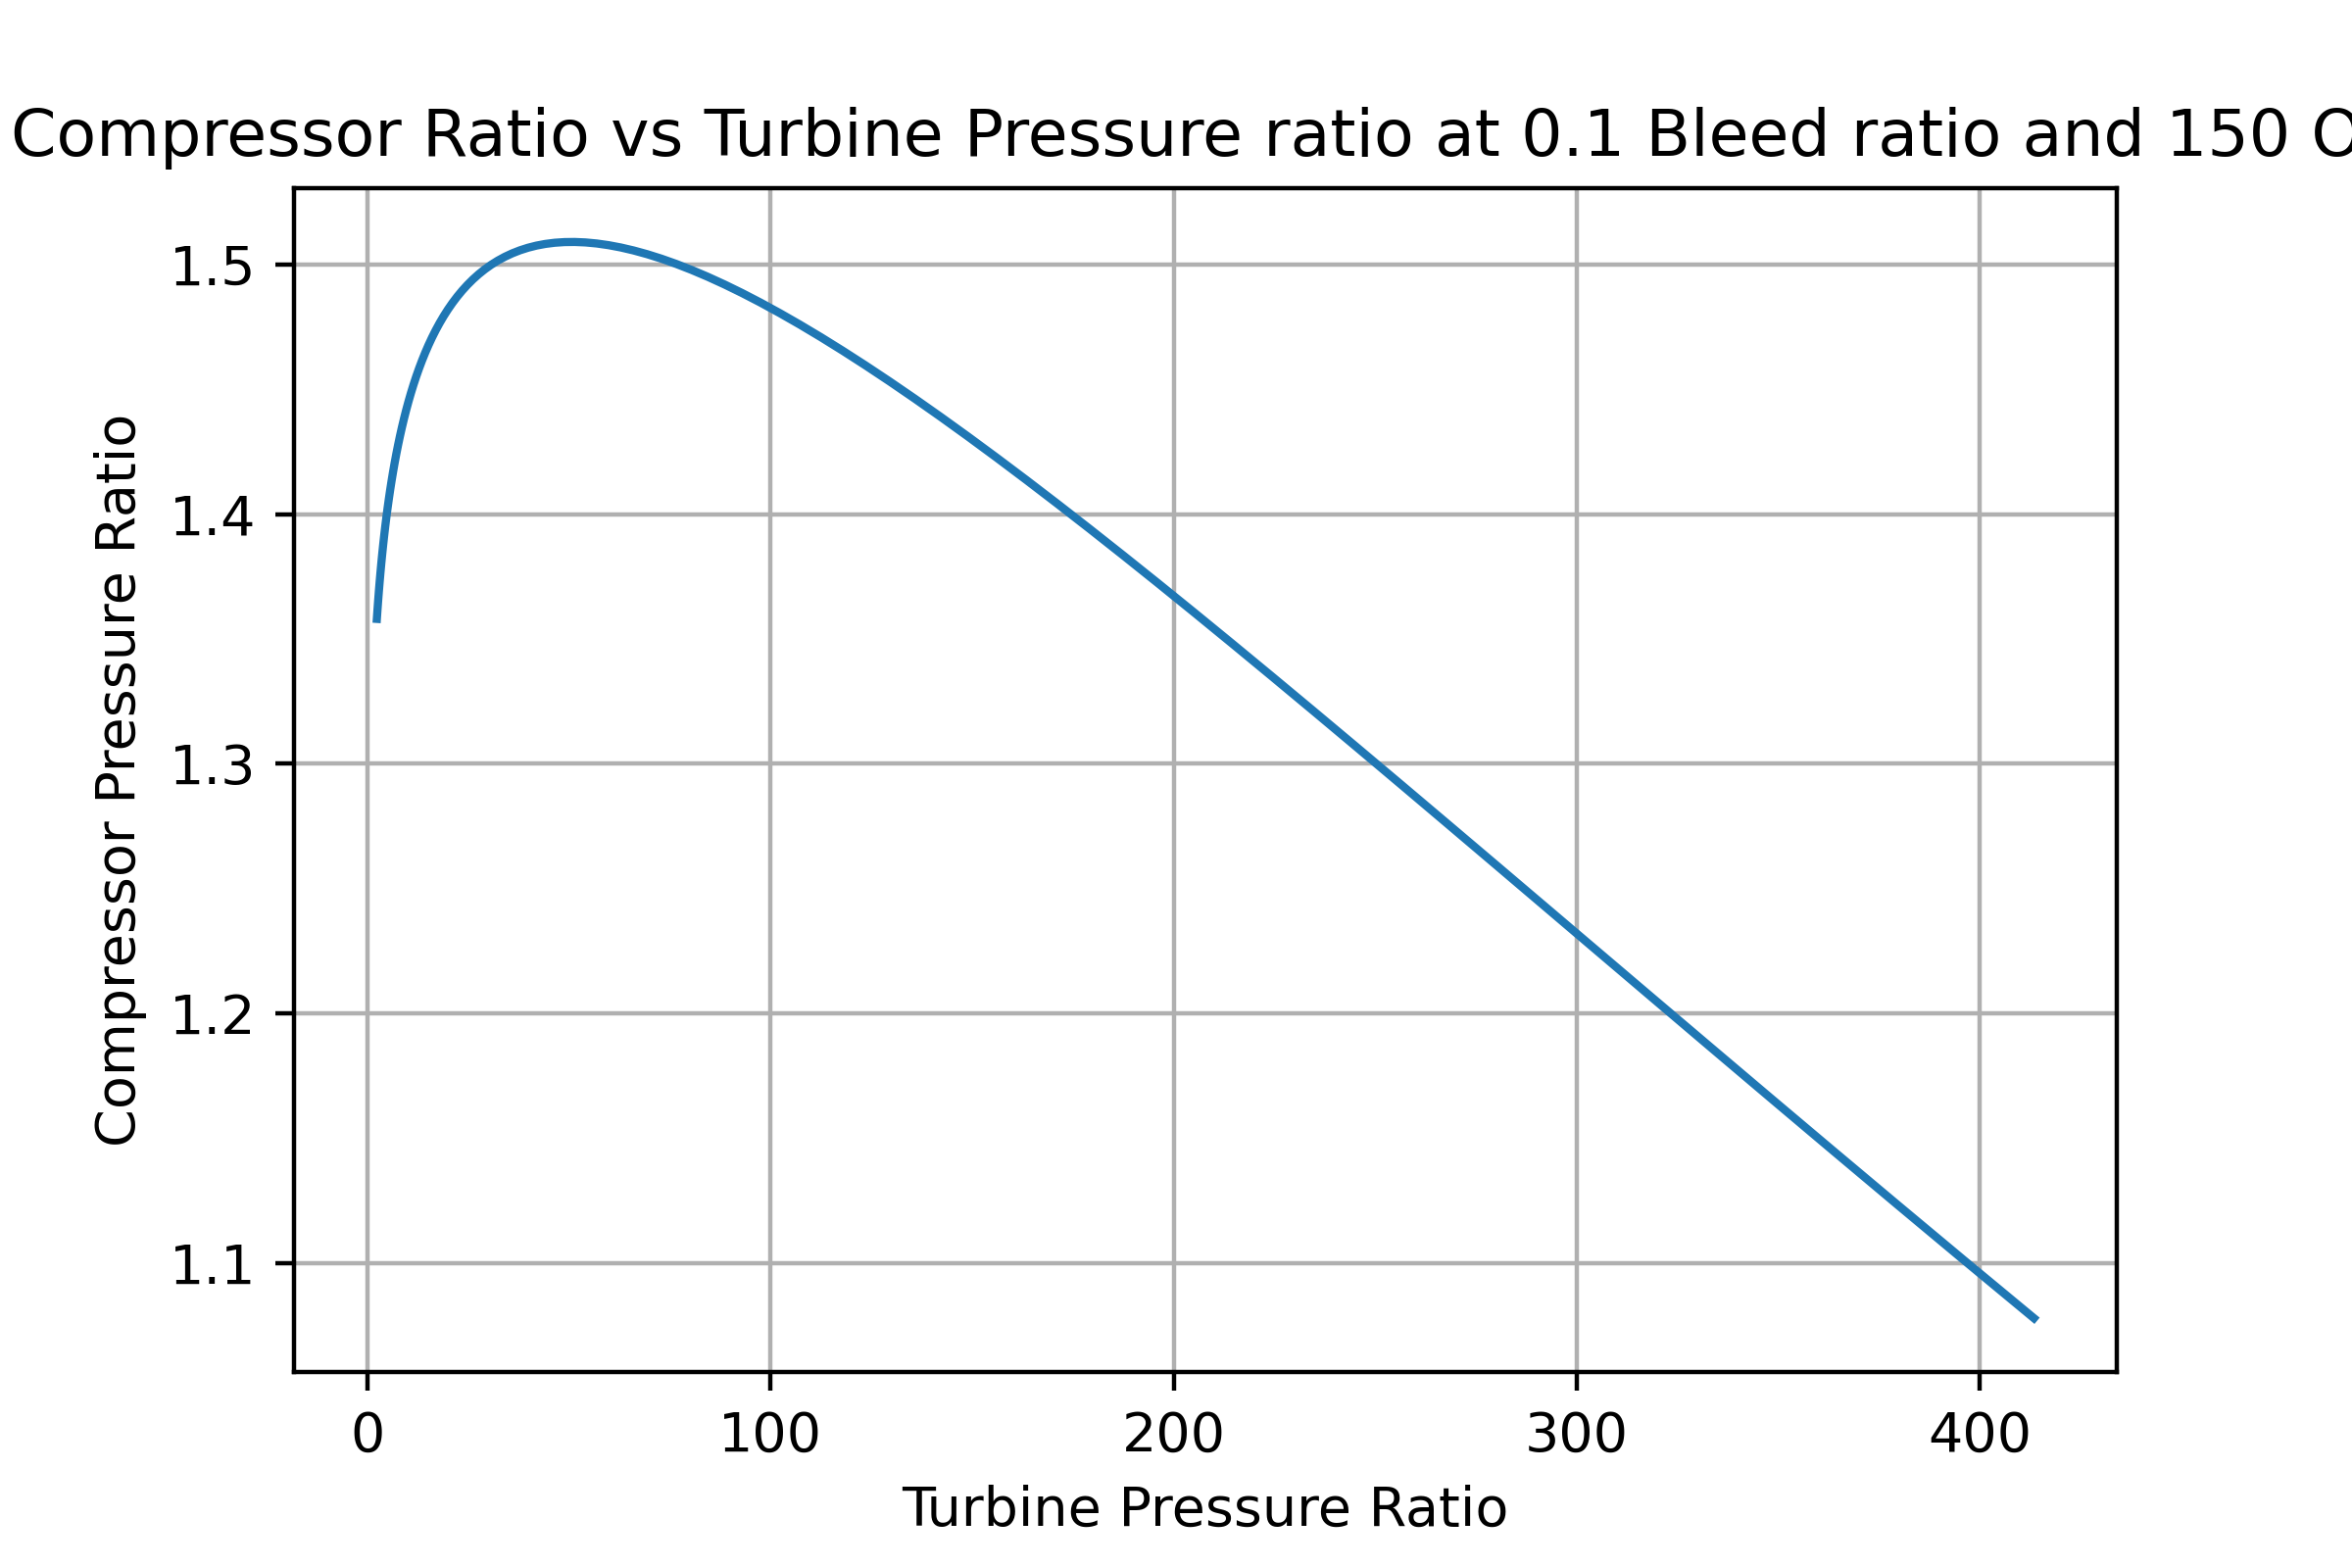 Compressor Ratio vs Turbine Pressure ratio at 0.1 Bleed ratio and 150
1.5
1.4
1.3
1.2
1.1
Compressor Pressure Ratio
0 100 200 300 400
Turbine Pressure Ratio